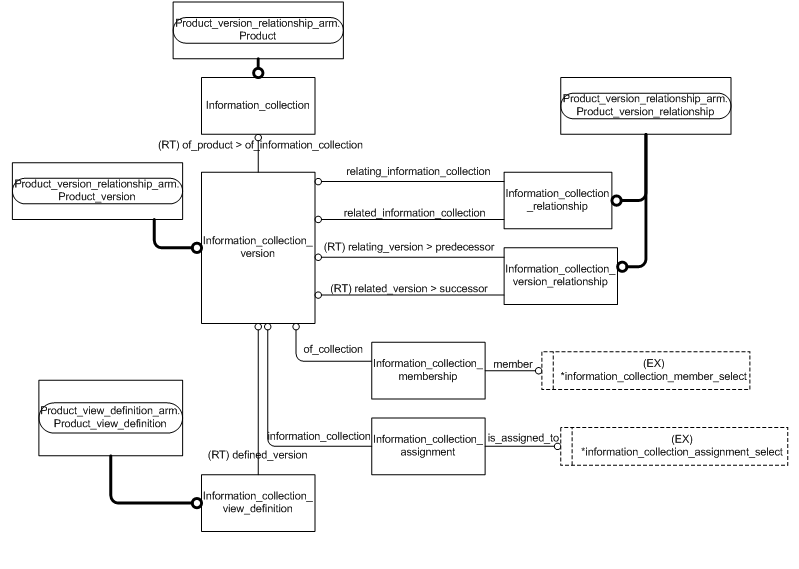 Product_version_relationship_arm.
Product
Information_collection
Product_version_relationship_arm.
Product_version_relationship
(RT) of_product > of_information_collection
Product_version_relationship_arm.
Product_version
relating_information_collection
Information_collection
_relationship
related_information_collection
Information_collection_
version
(RT) relating_version > predecessor
Information_collection_
version_relationship
(RT) related_version > successor
of_collection
Information_collection_
membership
member
(EX)
*information_collection_member_select
Product_view_definition_arm.
Product_view_definition
information_collection
Information_collection_
assignment
is_assigned_to
(EX)
*information_collection_assignment_select
(RT) defined_version
Information_collection_
view_definition